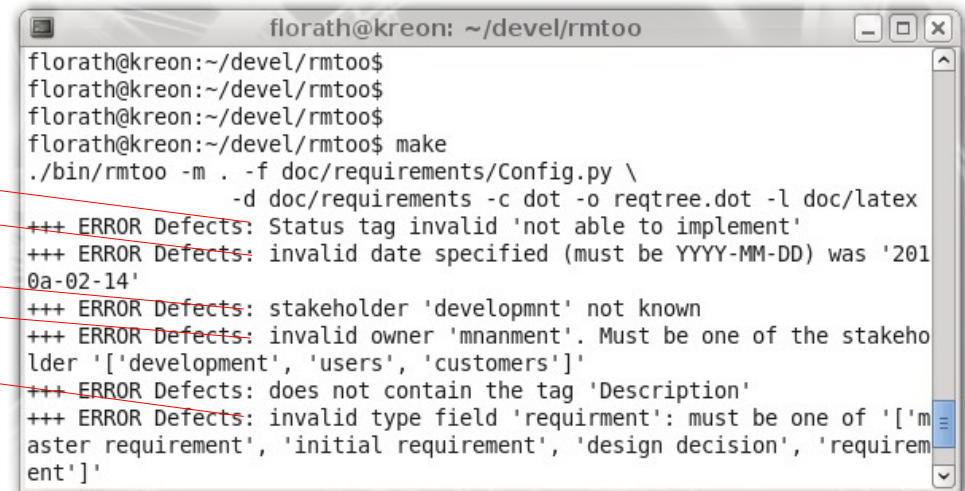 florath@kreon: ~/devel/rmtoo
florath@kreon:~/devel/rmtoo$
florath@kreon:~/devel/rmtoo$
florath@kreon:~/devel/rmtoo$
florath@kreon:~/devel/rmtoo$ make
./bin/rmtoo -m . -f doc/requirements/Config.py \
-d doc/requirements -c dot -o reqtree.dot -l doc/latex
+++ ERROR Defects: Status tag invalid 'not able to implement'
+++ ERROR Defects: invalid date specified (must be YYYY-MM-DD) was '201
0a-02-14'
+++ ERROR Defects: stakeholder 'developmnt' not known
+++ ERROR Defects: invalid owner 'mnanment'. Must be one of the stakeho
lder '['development', 'users', 'customers']'
+++ ERROR Defects: does not contain the tag 'Description'
+++ ERROR Defects: invalid type field 'requirment': must be one of '['m
aster requirement', 'initial requirement', 'design decision', 'requirem
ent']'